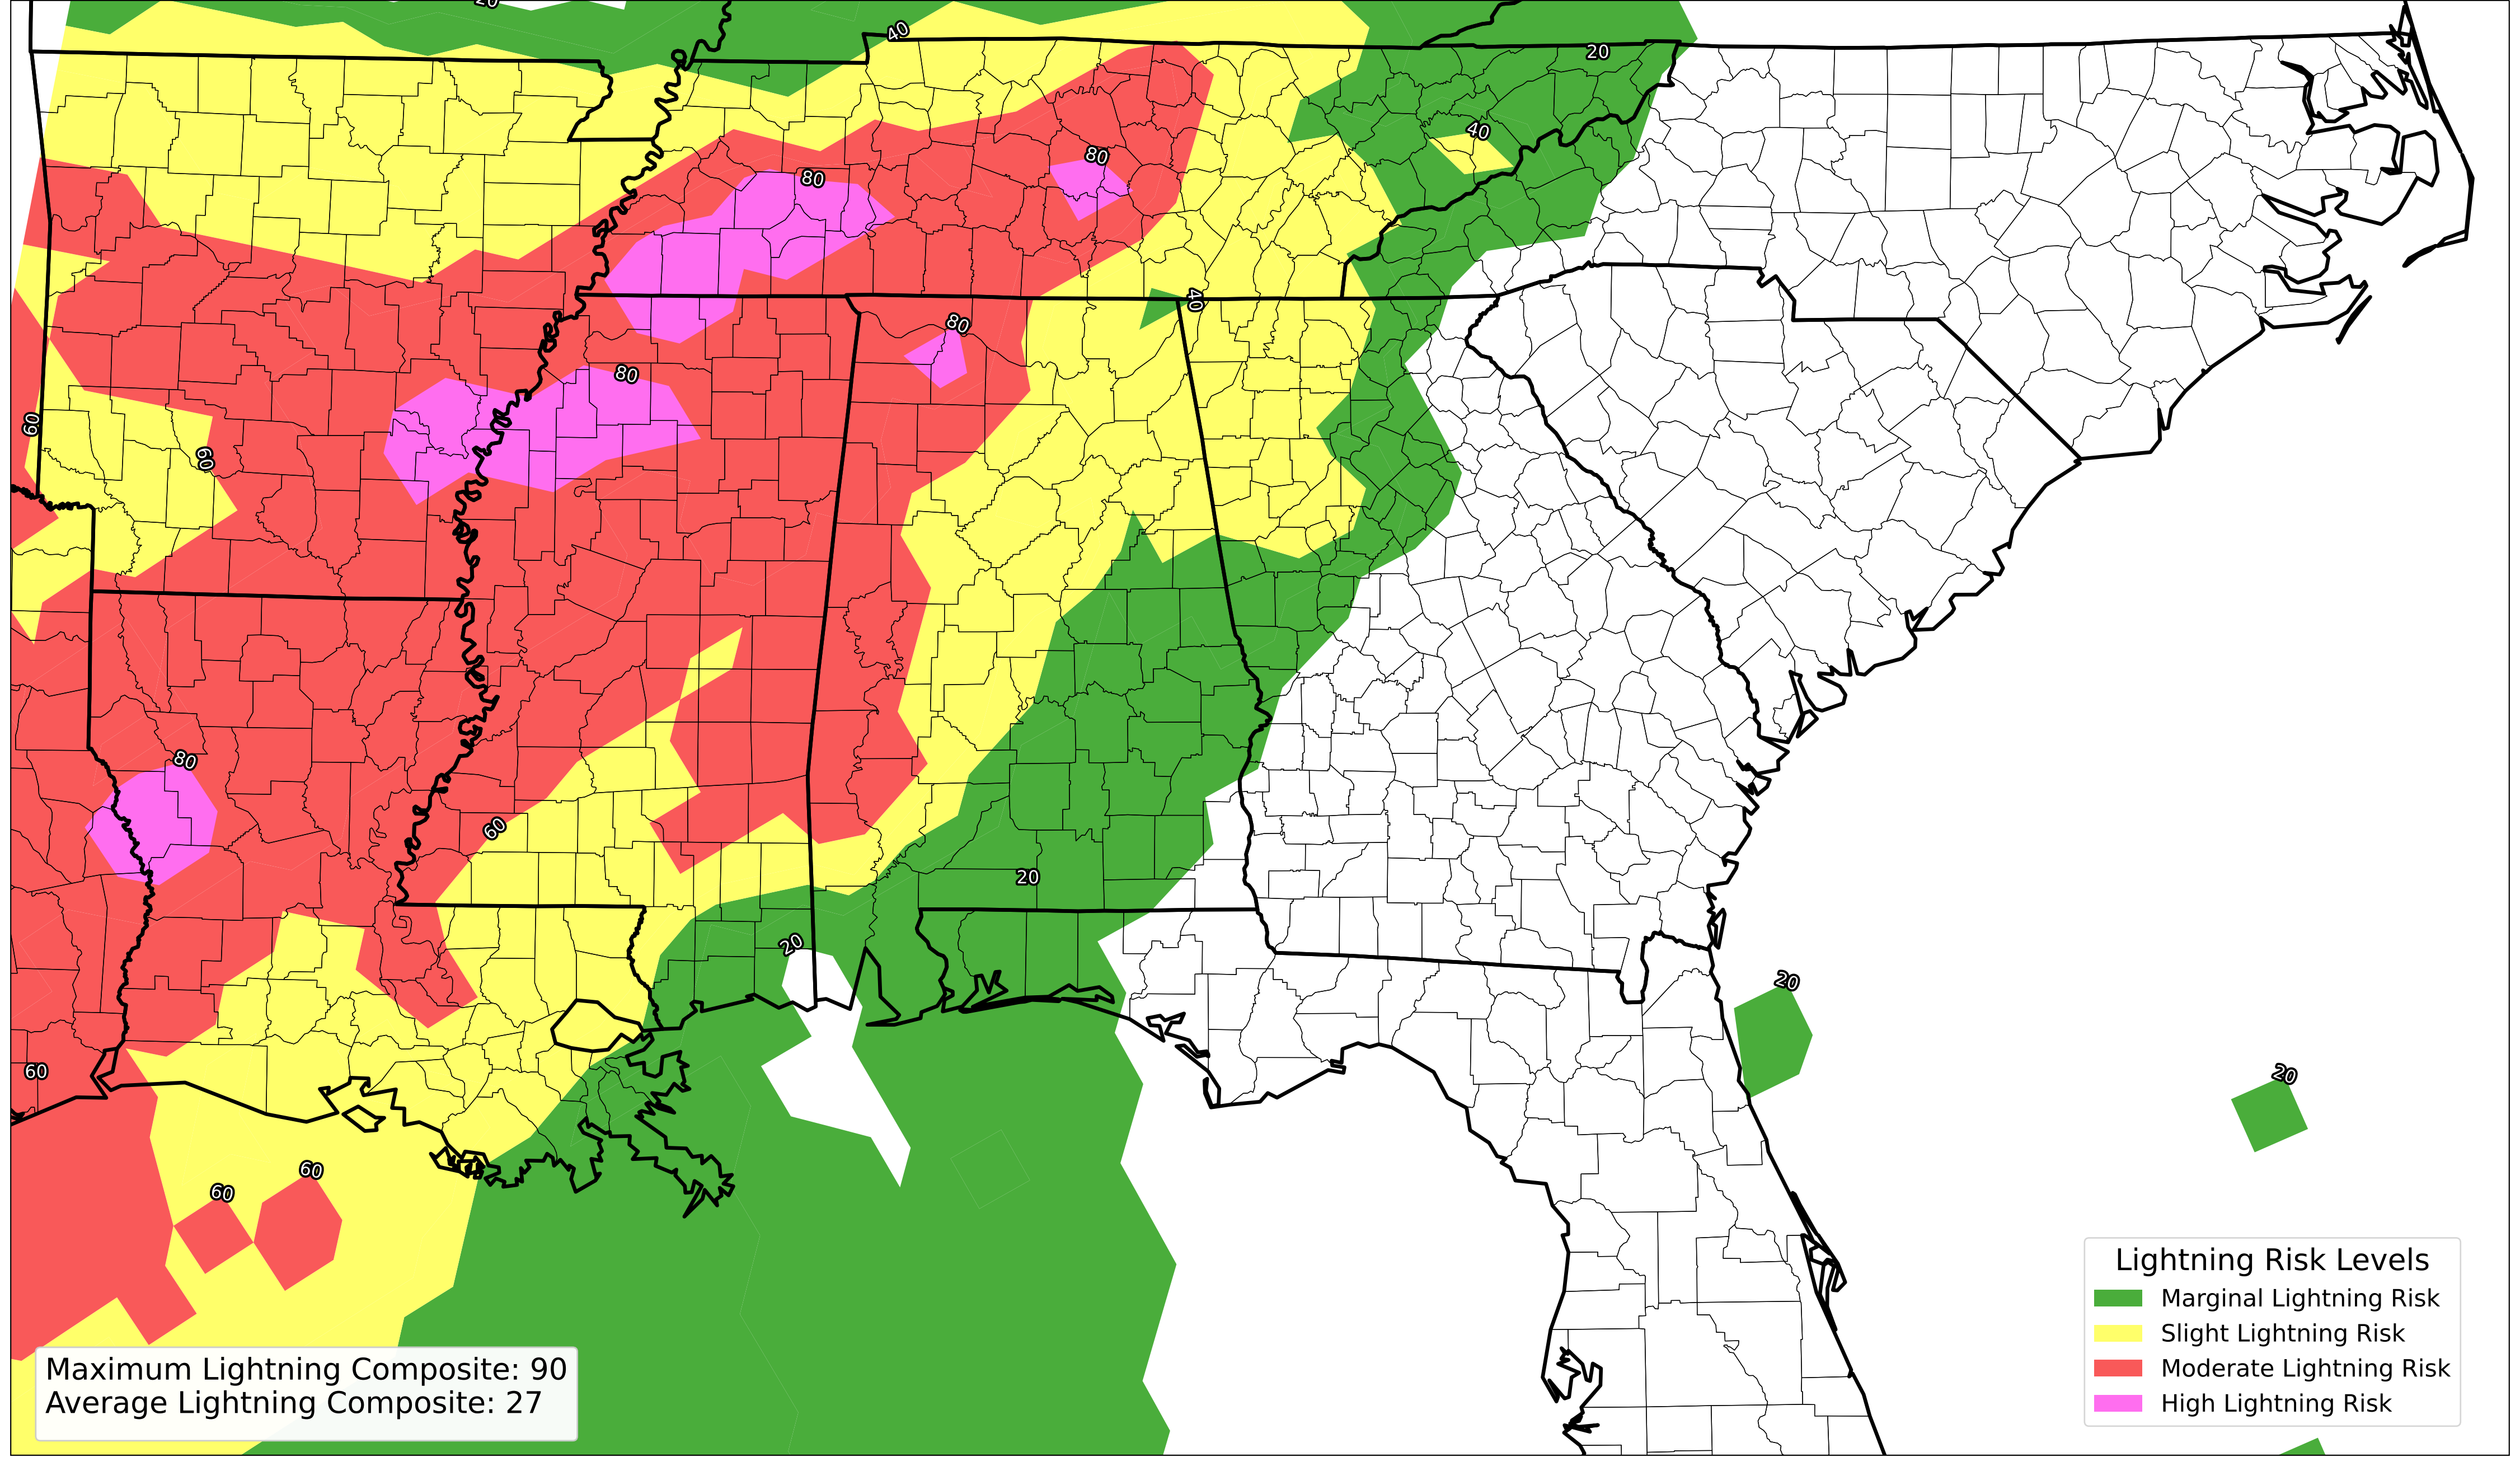 20
40
20
40
80
80
40
80
80
60
60
80
60
20
20
20
60
20
60
60
Lightning Risk Levels
Marginal Lightning Risk
Slight Lightning Risk
Moderate Lightning Risk
High Lightning Risk
Maximum Lightning Composite: 90
Average Lightning Composite: 27